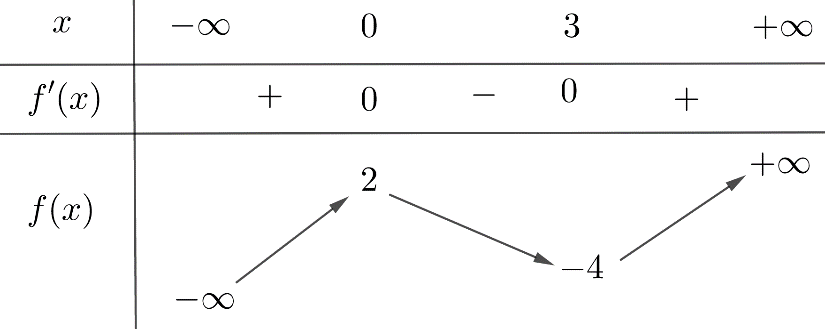 x −∞ 0 3 +∞
f′(x) + 0 − 0 +
f(x) −∞ 2 −4 +∞